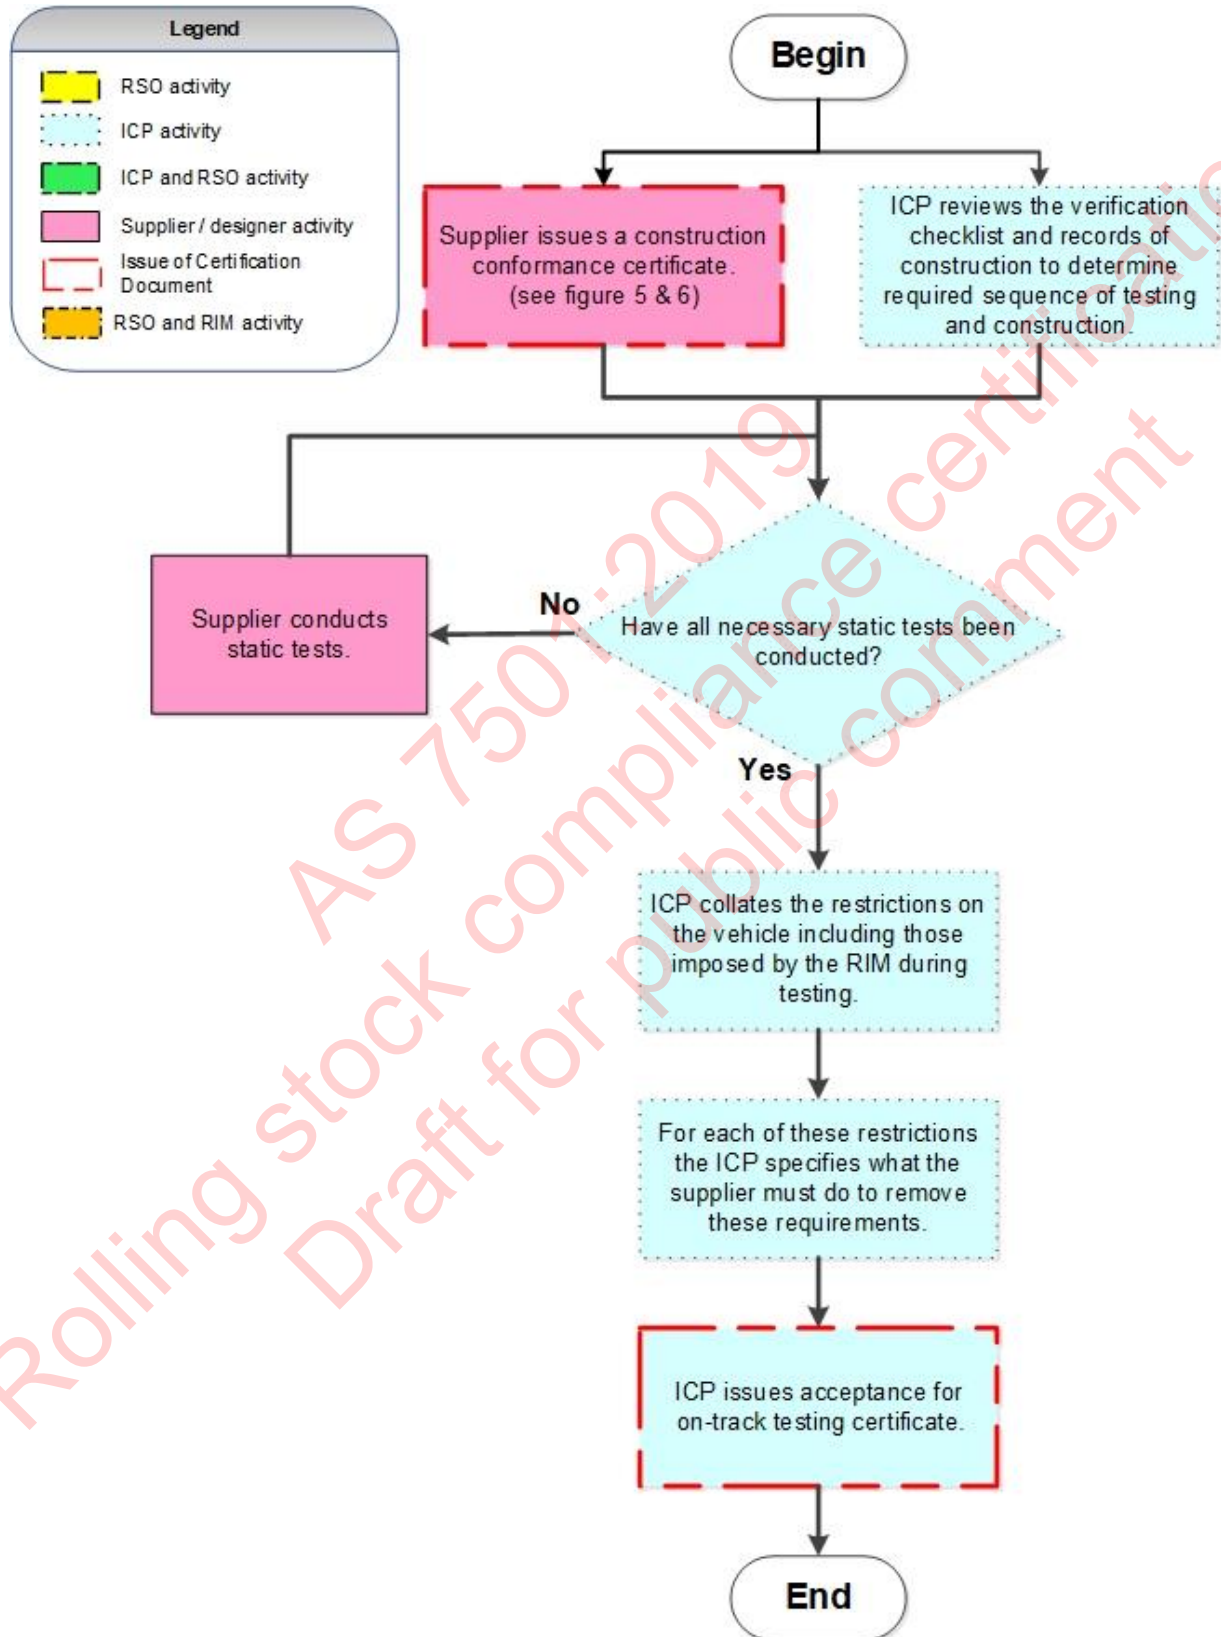 Legend
RSO activity
ICP activity
ICP and RSO activity
Supplier / designer activity
Issue of Certification
Document
RSO and RIM activity
Begin
Supplier issues a construction
conformance certificate.
(see figure 5 & 6)
ICP reviews the verification
checklist and records of
construction to determine
required sequence of testing
and construction.
Have all necessary static tests been
conducted?
No
Supplier conducts
static tests.
Yes
ICP collates the restrictions on
the vehicle including those
imposed by the RIM during
testing.
For each of these restrictions
the ICP specifies what the
supplier must do to remove
these requirements.
ICP issues acceptance for
on-track testing certificate.
End
AS 7501:2019
Rolling stock compliance certificatio
Draft for public comment